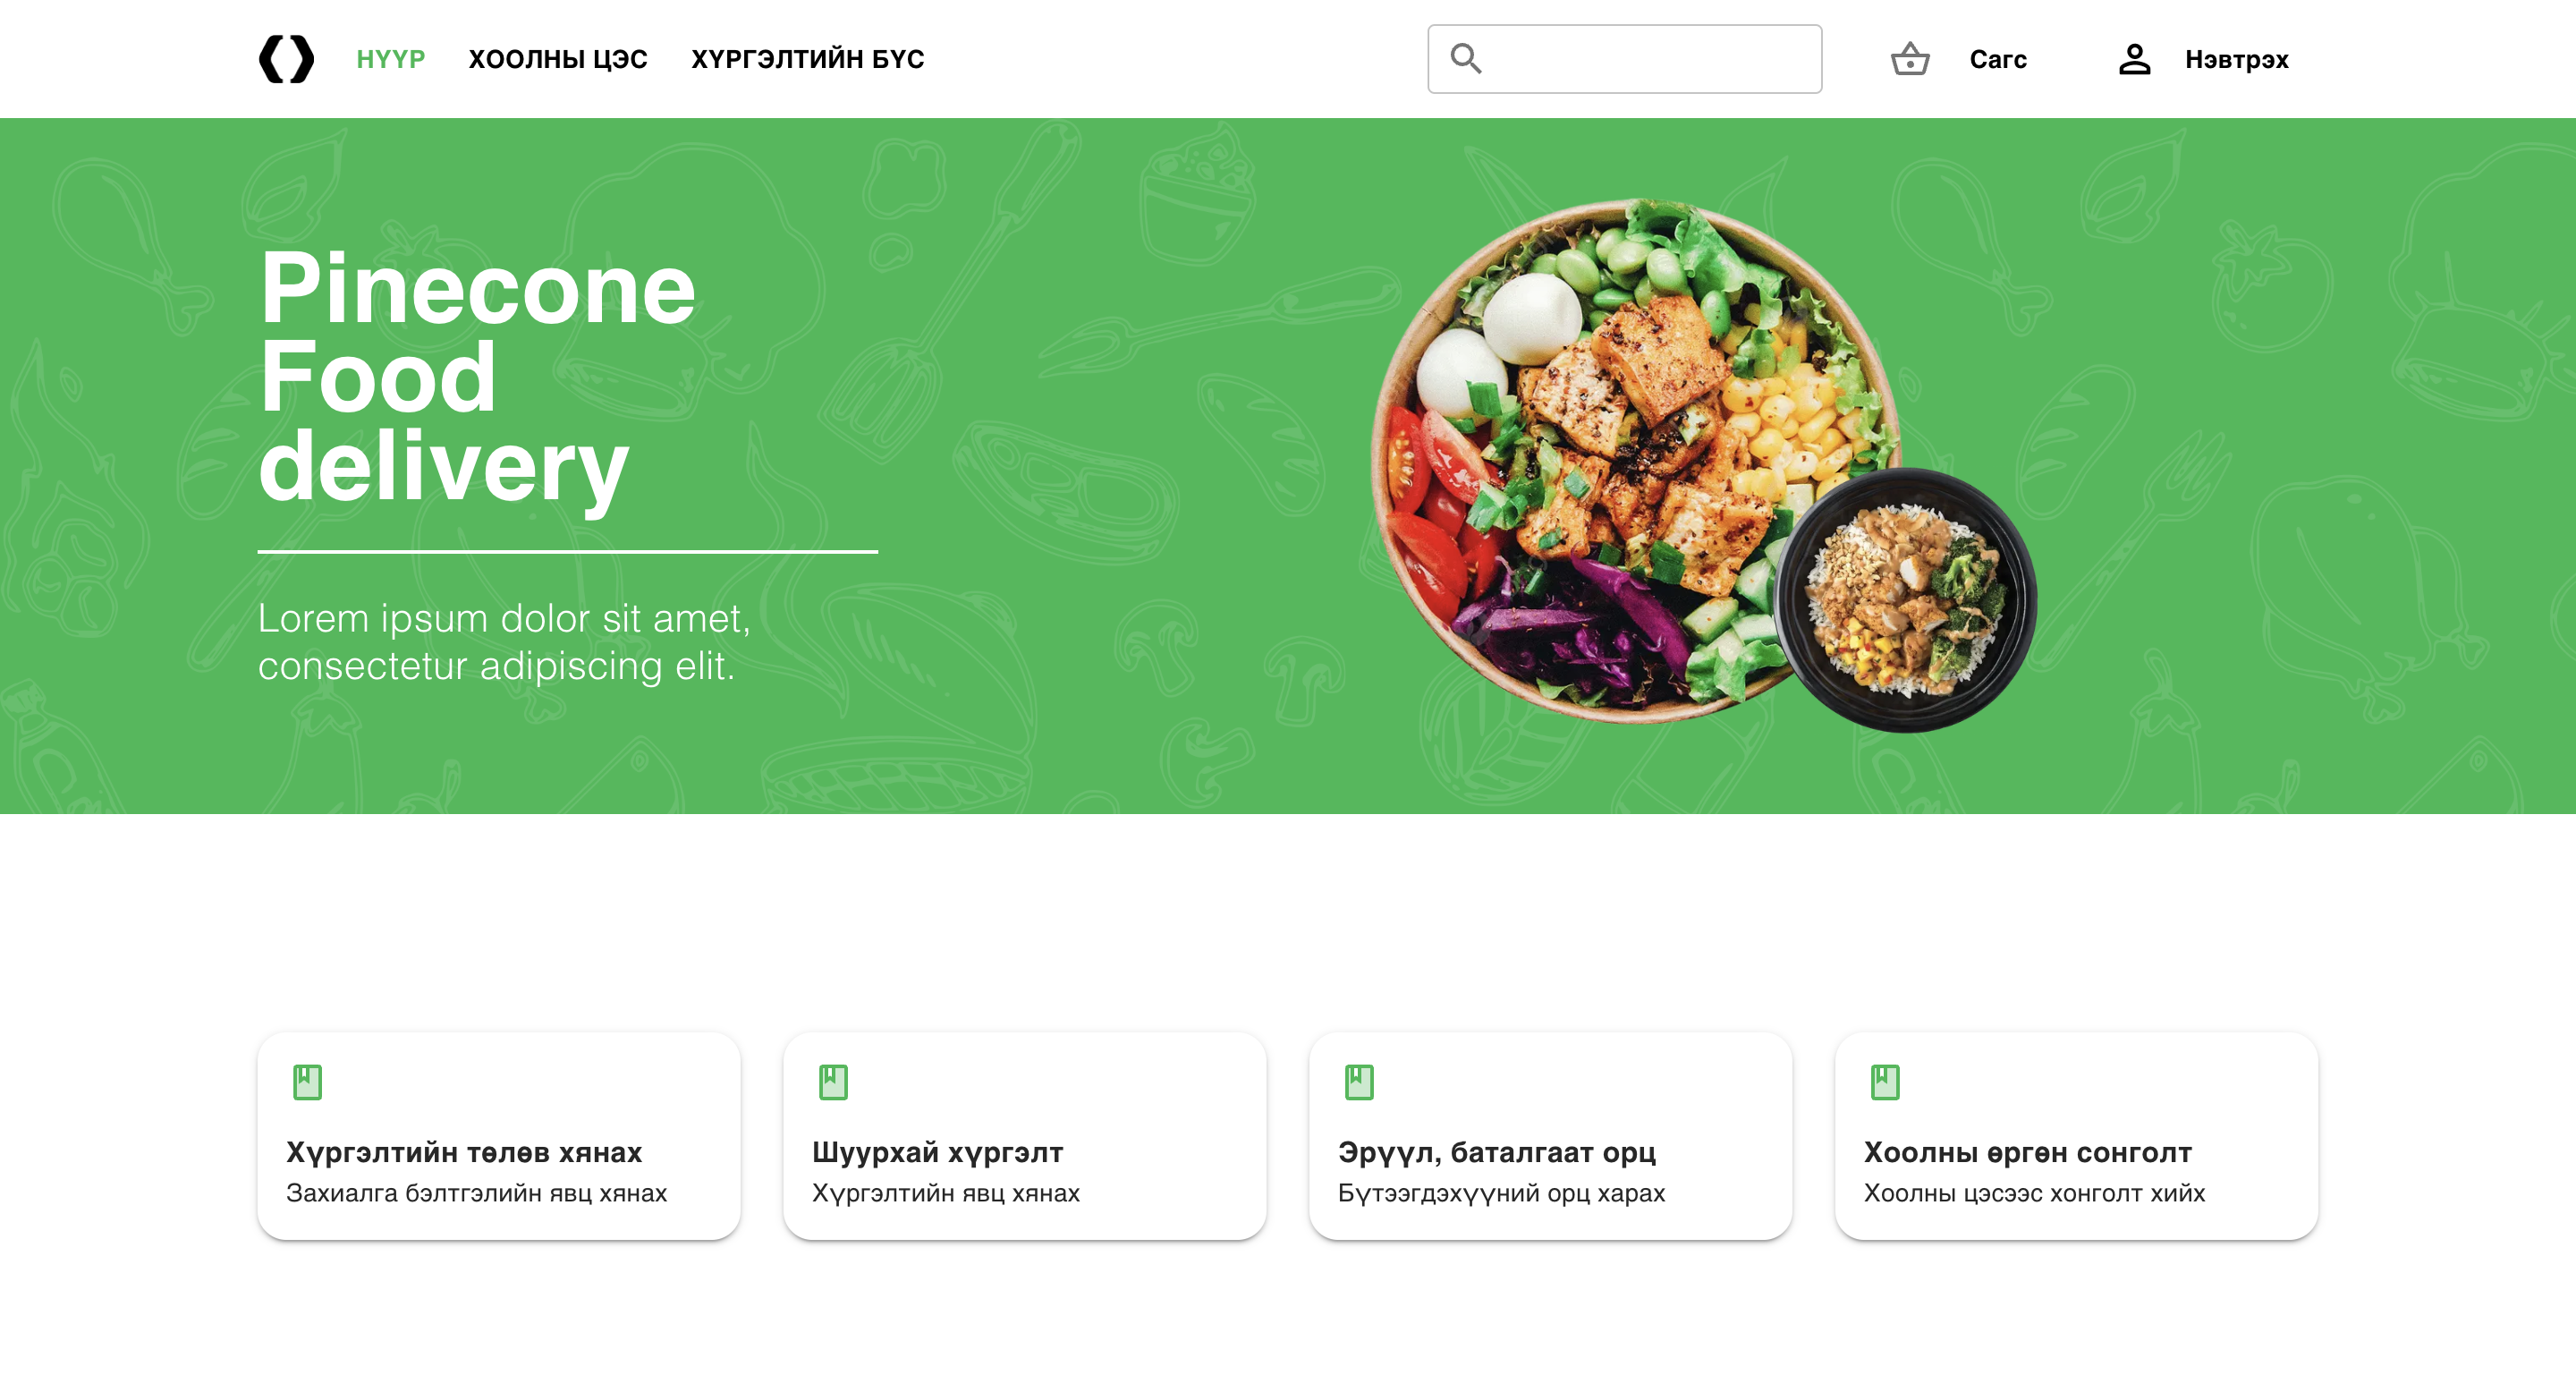 НҮҮР
ХООЛНЫ ЦЭС
ХҮРГЭЛТИЙН БҮС
Сагс
Нэвтрэх
Pinecone
Food
delivery
Lorem ipsum dolor sit amet,
consectetur adipiscing elit.
Хүргэлтийн төлөв хянах
Захиалга бэлтгэлийн явц хянах
Шуурхай хүргэлт
Хүргэлтийн явц хянах
Эрүүл, баталгаат орц
Бүтээгдэхүүний орц харах
Хоолны өргөн сонголт
Хоолны цэсээс хонголт хийх